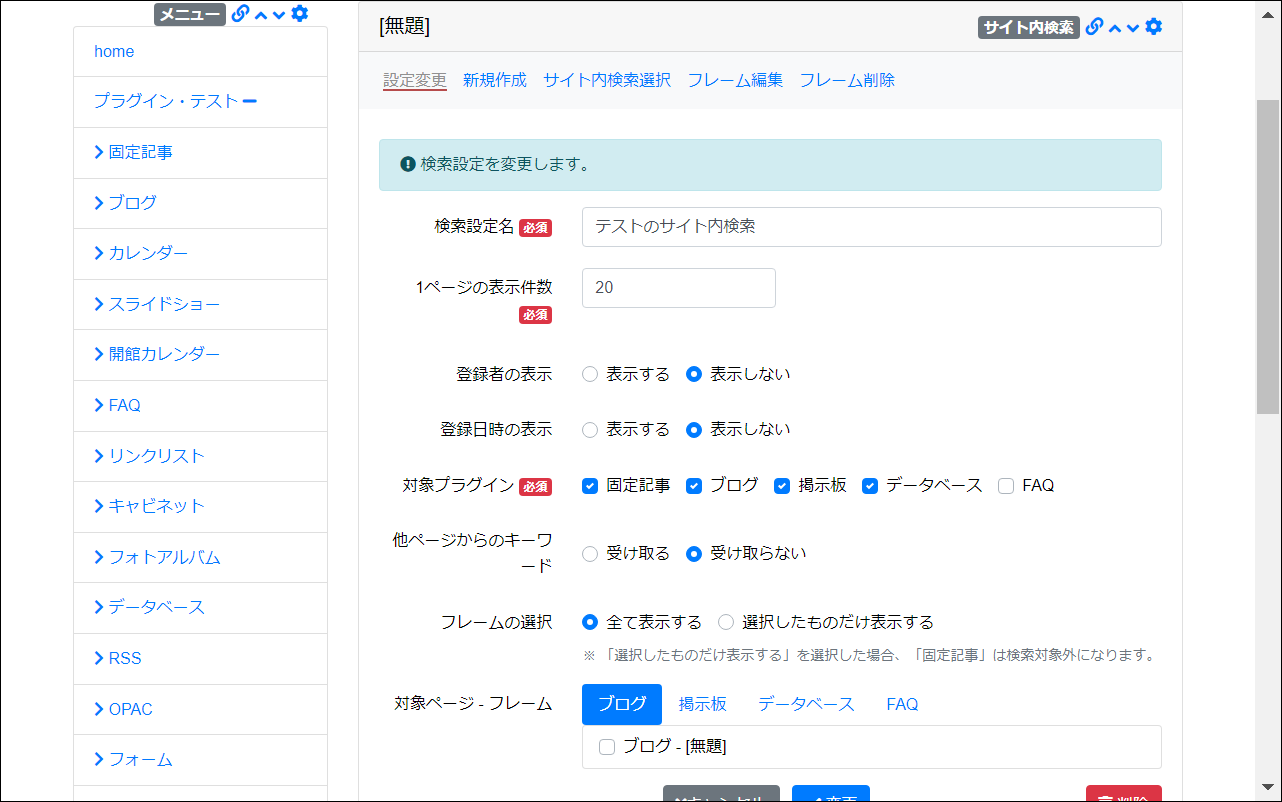 メニュー
home
プラグイン・テスト
固定記事
ブログ
カレンダー
スライドショー
開館カレンダー
FAQ
リンクリスト
キャビネット
フォトアルバム
データベース
RSS
OPAC
フォーム
[無題]
サイト内検索
設定変更 新規作成 サイト内検索選択 フレーム編集 フレーム削除
検索設定を変更します。
検索設定名 必須 テストのサイト内検索
1ページの表示件数 20
必須
登録者の表示 表示する 表示しない
登録日時の表示 表示する 表示しない
対象プラグイン 必須 固定記事 ブログ 掲示板 データベース FAQ
他ページからのキーワ
ード 受け取る 受け取らない
フレームの選択 全て表示する 選択したものだけ表示する
※ 「選択したものだけ表示する」を選択した場合、「固定記事」は検索対象外になります。
対象ページ - フレーム ブログ 掲示板 データベース FAQ
ブログ - [無題]
キャンセル 変更 削除